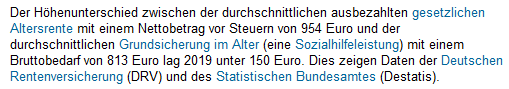 Der Höhenunterschied zwischen der durchschnittlichen ausbezahlten gesetzlichen
Altersrente mit einem Nettobetrag vor Steuern von 954 Euro und der
durchschnittlichen Grundsicherung im Alter (eine Sozialhilfeleistung) mit einem
Bruttobedarf von 813 Euro lag 2019 unter 150 Euro. Dies zeigen Daten der Deutschen
Rentenversicherung (DRV) und des Statistischen Bundesamtes (Destatis).